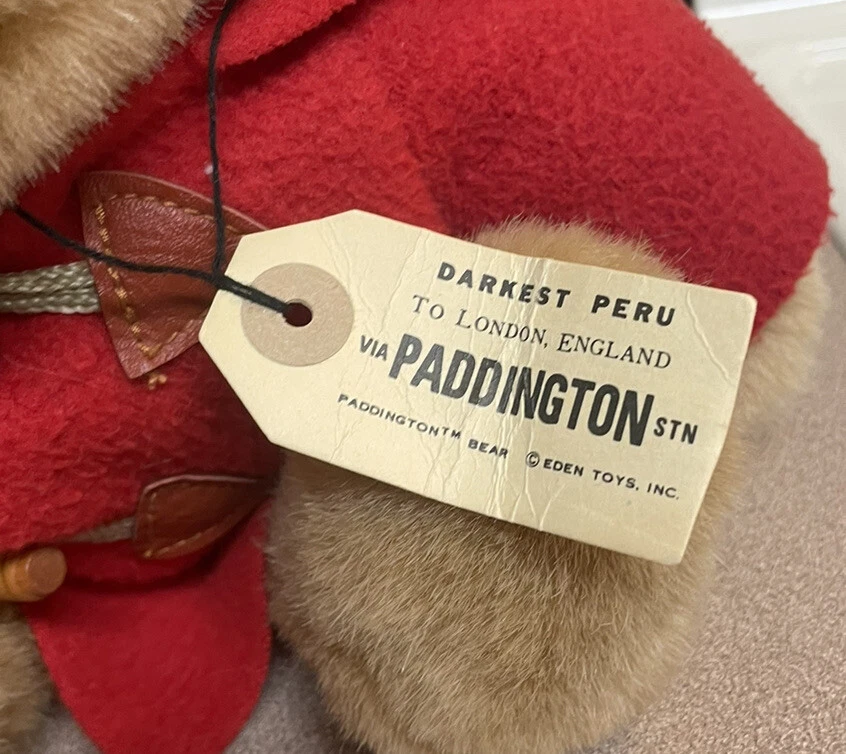 DARKEST PERU
TO LONDON, ENGLAND
VIA PADDINGTON STN
PADDINGTON™ BEAR © EDEN TOYS, INC.